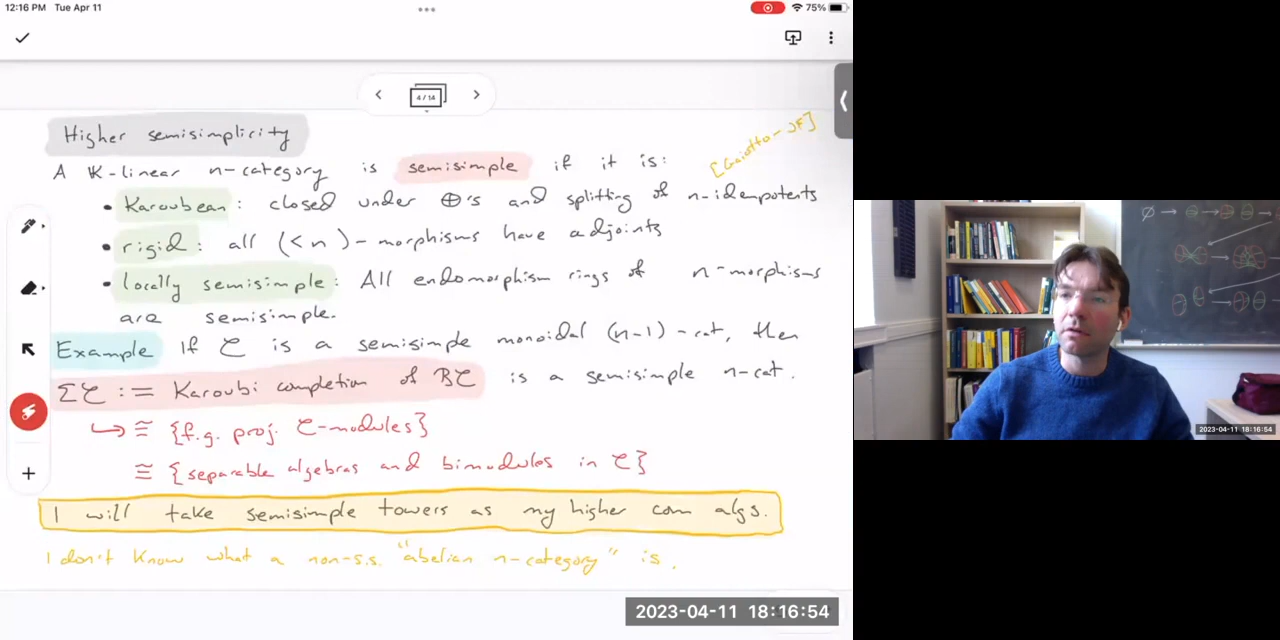 12:16 PM Tue Apr 11
75%
4 / 14
Higher semisimplicity
[Gaiotto-JF]
A K-linear n-category is semisimple if it is:
• Karoubean: closed under ⊕'s and splitting of n-idempotents
• rigid: all (<n)-morphisms have adjoints
• locally semisimple: All endomorphism rings of n-morphisms
are semisimple.
Example If C is a semisimple monoidal (n-1)-cat, then
ΣC := Karoubi completion of BC is a semisimple n-cat.
↪ ≅ {f.g. proj. C-modules}
≅ {separable algebras and bimodules in C}
I will take semisimple towers as my higher com algs.
I don't know what a non-s.s. "abelian n-category" is.
2023-04-11 18:16:54
2023-04-11 18:16:54